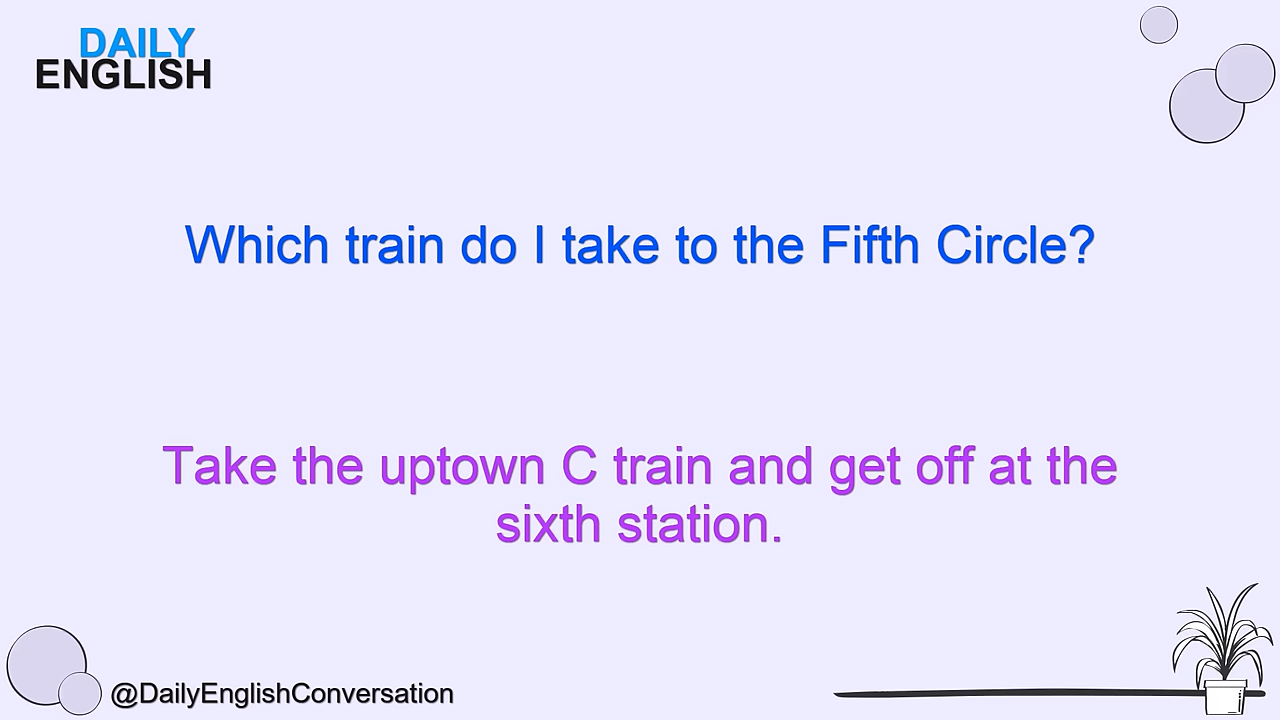 DAILY
ENGLISH
Which train do I take to the Fifth Circle?
Take the uptown C train and get off at the
sixth station.
@DailyEnglishConversation